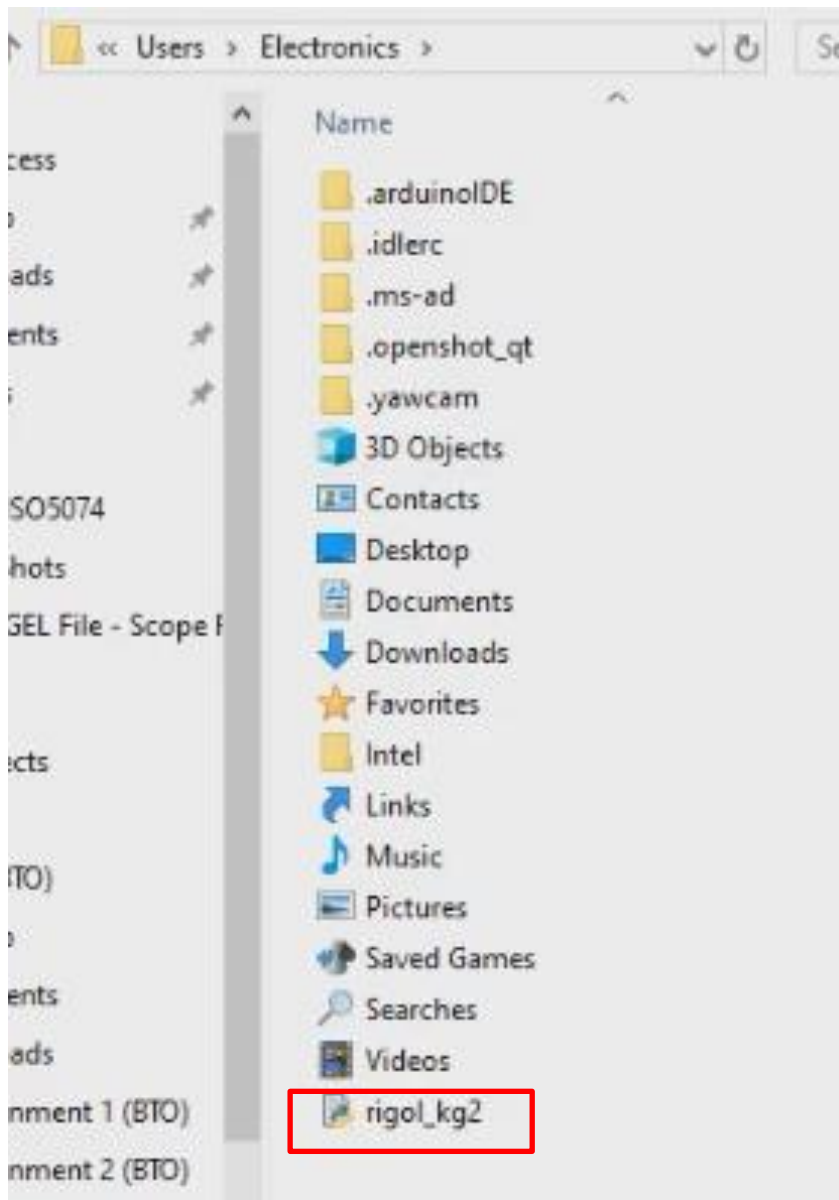 « Users › Electronics ›
Se
Name
cess
ads
ents
SO5074
hots
GEL File - Scope F
ects
TO)
ents
ads
nment 1 (BTO)
nment 2 (BTO)
.arduinoIDE
.idlerc
.ms-ad
.openshot_qt
.yawcam
3D Objects
Contacts
Desktop
Documents
Downloads
Favorites
Intel
Links
Music
Pictures
Saved Games
Searches
Videos
rigol_kg2